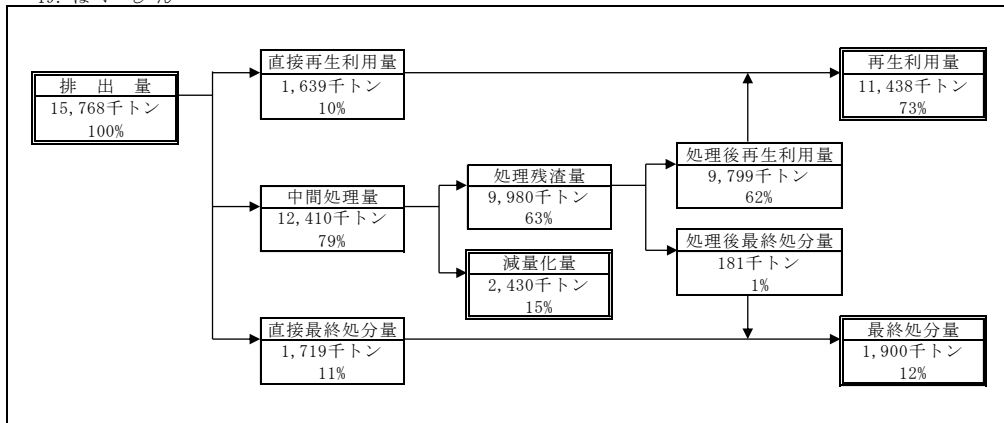 19. ばいじん
直接再生利用量
1,639千トン
10%
再生利用量
11,438千トン
73%
排　出　量
15,768千トン
100%
中間処理量
12,410千トン
79%
処理残渣量
9,980千トン
63%
処理後再生利用量
9,799千トン
62%
減量化量
2,430千トン
15%
処理後最終処分量
181千トン
1%
直接最終処分量
1,719千トン
11%
最終処分量
1,900千トン
12%